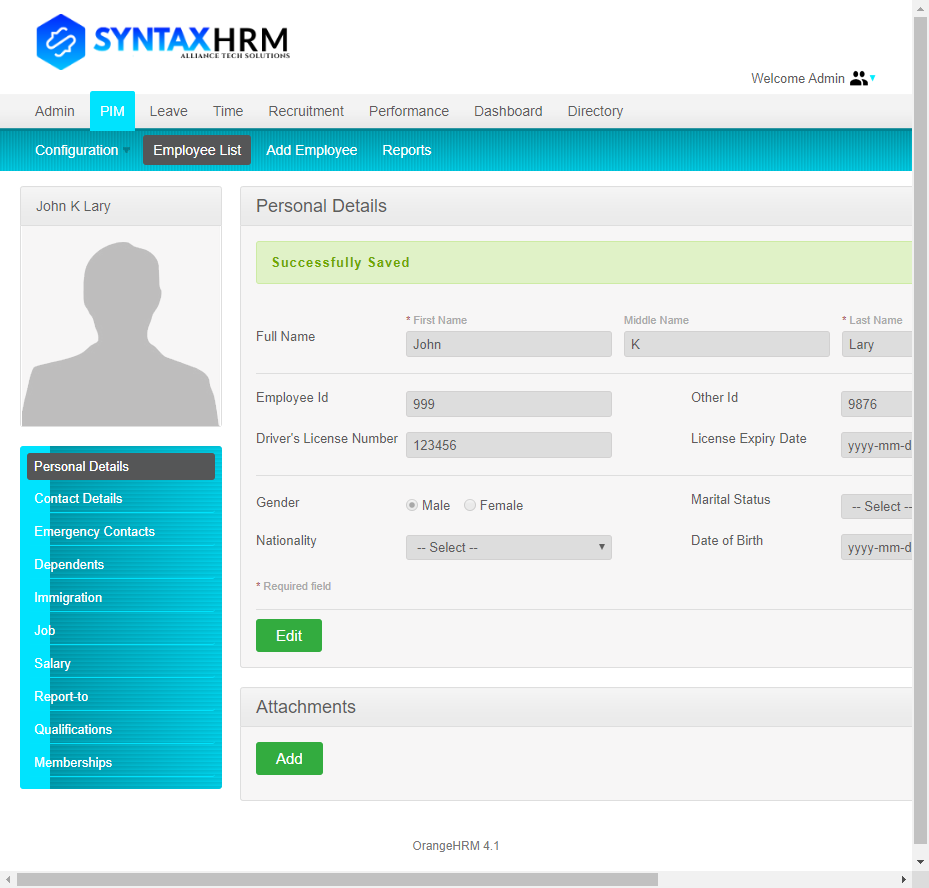 SYNTAXHRM
ALLIANCE TECH SOLUTIONS
Welcome Admin
Admin PIM Leave Time Recruitment Performance Dashboard Directory
Configuration Employee List Add Employee Reports
John K Lary
Personal Details
Contact Details
Emergency Contacts
Dependents
Immigration
Job
Salary
Report-to
Qualifications
Memberships
Personal Details
Successfully Saved
* First Name Middle Name * Last Name
Full Name John K Lary
Employee Id 999 Other Id 9876
Driver's License Number 123456 License Expiry Date yyyy-mm-d
Gender Male Female Marital Status -- Select --
Nationality -- Select -- Date of Birth yyyy-mm-d
* Required field
Edit
Attachments
Add
OrangeHRM 4.1